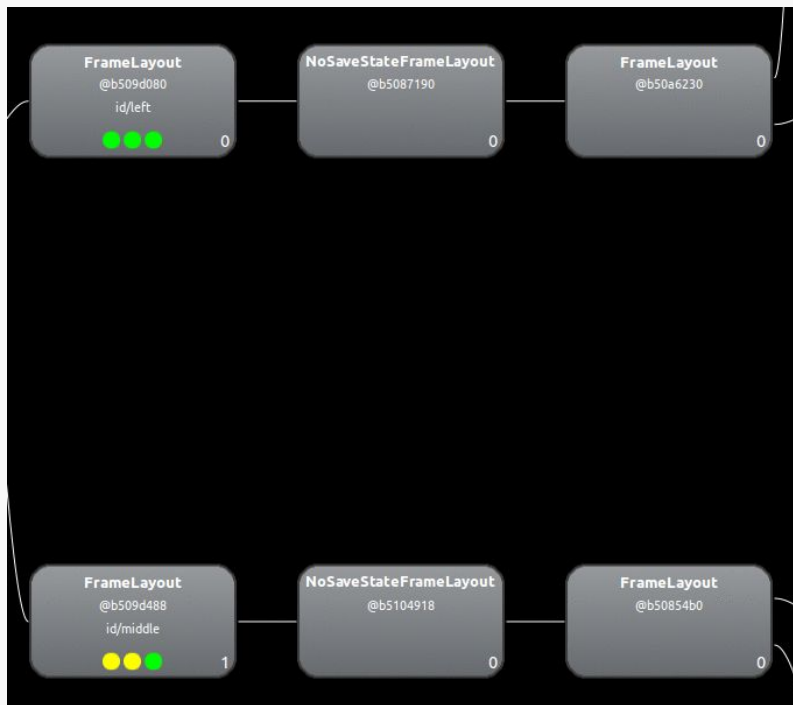 FrameLayout
@b509d080
id/left
0
NoSaveStateFrameLayout
@b5087190
0
FrameLayout
@b50a6230
0
FrameLayout
@b509d488
id/middle
1
NoSaveStateFrameLayout
@b5104918
0
FrameLayout
@b50854b0
0